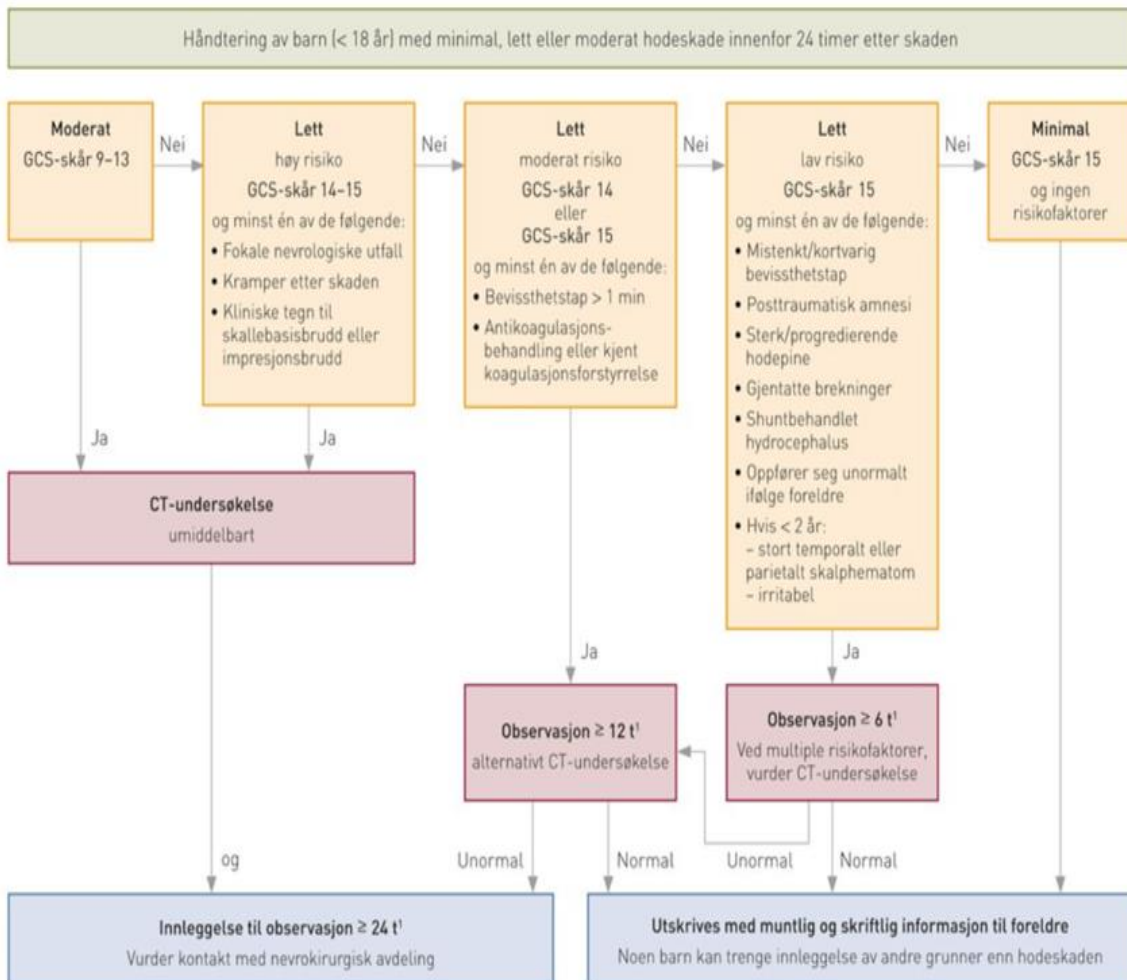 Håndtering av barn (< 18 år) med minimal, lett eller moderat hodeskade innenfor 24 timer etter skaden
Moderat
GCS-skår 9–13
Nei
Lett
høy risiko
GCS-skår 14–15
og minst én av de følgende:
• Fokale nevrologiske utfall
• Kramper etter skaden
• Kliniske tegn til
skallebasisbrudd eller
impresjonsbrudd
Nei
Lett
moderat risiko
GCS-skår 14
eller
GCS-skår 15
og minst én av de følgende:
• Bevissthetstap > 1 min
• Antikoagulasjons-
behandling eller kjent
koagulasjonsforstyrrelse
Nei
Lett
lav risiko
GCS-skår 15
og minst én av de følgende:
• Mistenkt/kortvarig
bevissthetstap
• Posttraumatisk amnesi
• Sterk/progredierende
hodepine
• Gjentatte brekninger
• Shuntbehandlet
hydrocephalus
• Oppfører seg unormalt
ifølge foreldre
• Hvis < 2 år:
– stort temporalt eller
parietalt skalphematom
– irritabel
Nei
Minimal
GCS-skår 15
og ingen
risikofaktorer
Ja
Ja
CT-undersøkelse
umiddelbart
Ja
Ja
Observasjon ≥ 12 t¹
alternativt CT-undersøkelse
Observasjon ≥ 6 t¹
Ved multiple risikofaktorer,
vurder CT-undersøkelse
og
Unormal
Normal
Unormal
Normal
Innleggelse til observasjon ≥ 24 t¹
Vurder kontakt med nevrokirurgisk avdeling
Utskrives med muntlig og skriftlig informasjon til foreldre
Noen barn kan trenge innleggelse av andre grunner enn hodeskaden